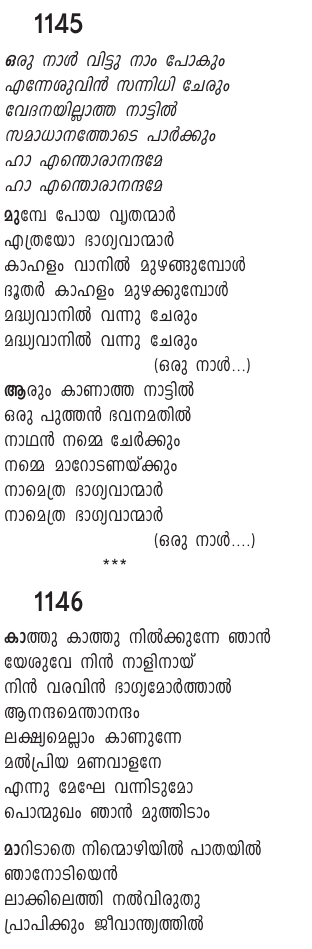 1145
ഒരു നാൾ വിട്ടു നാം പോകും
എന്നേശുവിൻ സന്നിധി ചേരും
വേദനയില്ലാത്ത നാട്ടിൽ
സമാധാനത്തോടെ പാർക്കും
ഹാ എന്തൊരാനന്ദമേ
ഹാ എന്തൊരാനന്ദമേ
മുമ്പേ പോയ വൃതന്മാർ
എത്രയോ ഭാഗ്യവാന്മാർ
കാഹളം വാനിൽ മുഴങ്ങുമ്പോൾ
ദൂതർ കാഹളം മുഴക്കുമ്പോൾ
മദ്ധ്യവാനിൽ വന്നു ചേരും
മദ്ധ്യവാനിൽ വന്നു ചേരും
(ഒരു നാൾ...)
ആരും കാണാത്ത നാട്ടിൽ
ഒരു പുത്തൻ ഭവനമതിൽ
നാഥൻ നമ്മെ ചേർക്കും
നമ്മെ മാറോടണയ്ക്കും
നാമെത്ര ഭാഗ്യവാന്മാർ
നാമെത്ര ഭാഗ്യവാന്മാർ
(ഒരു നാൾ....)
***
1146
കാത്തു കാത്തു നിൽക്കുന്നേ ഞാൻ
യേശുവേ നിൻ നാളിനായ്
നിൻ വരവിൻ ഭാഗ്യമോർത്താൽ
ആനന്ദമെന്താനന്ദം
ലക്ഷ്യമെല്ലാം കാണുന്നേ
മൽപ്രിയ മണവാളനേ
എന്നു മേഘേ വന്നിടുമോ
പൊന്മുഖം ഞാൻ മുത്തിടാം
മാറിടാതെ നിന്മൊഴിയിൽ പാതയിൽ
ഞാനോടിയെൻ
ലാക്കിലെത്തി നൽവിരുതു
പ്രാപിക്കും ജീവാന്ത്യത്തിൽ